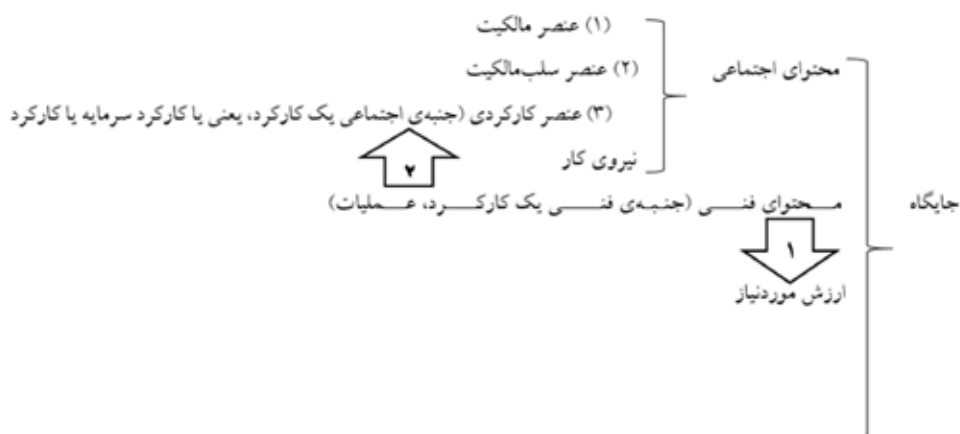 (۱) عنصر مالکیت
محتوای اجتماعی
(۲) عنصر سلب‌مالکیت
(۳) عنصر کارکردی (جنبه‌ی اجتماعی یک کارکرد، یعنی یا کارکرد سرمایه یا کارکرد
نیروی کار
۲
جایگاه
محتوای فنی (جنبه‌ی فنی یک کارکرد، عملیات)
۱
ارزش موردنیاز